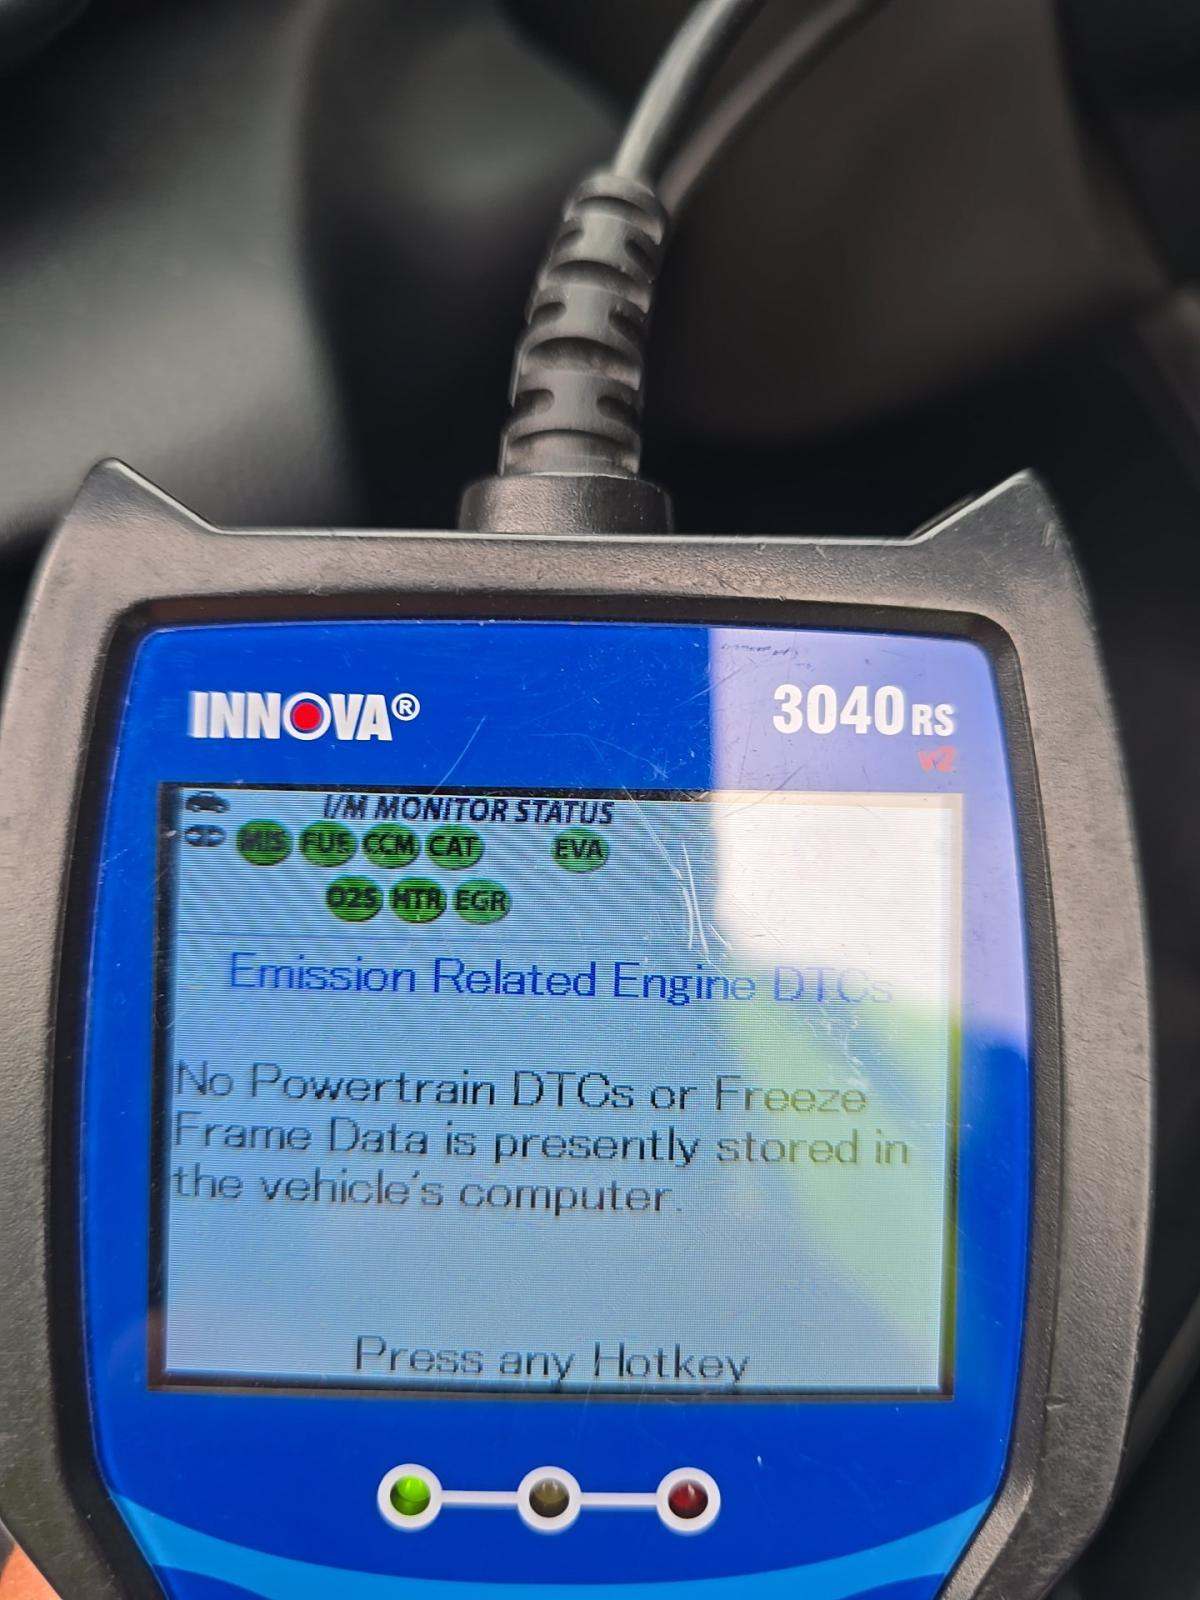 INNOVA®
3040RS
v2
I/M MONITOR STATUS
MIS FUE CCM CAT EVA
O2S HTR EGR
Emission Related Engine DTCs
No Powertrain DTCs or Freeze
Frame Data is presently stored in
the vehicle's computer.
Press any Hotkey